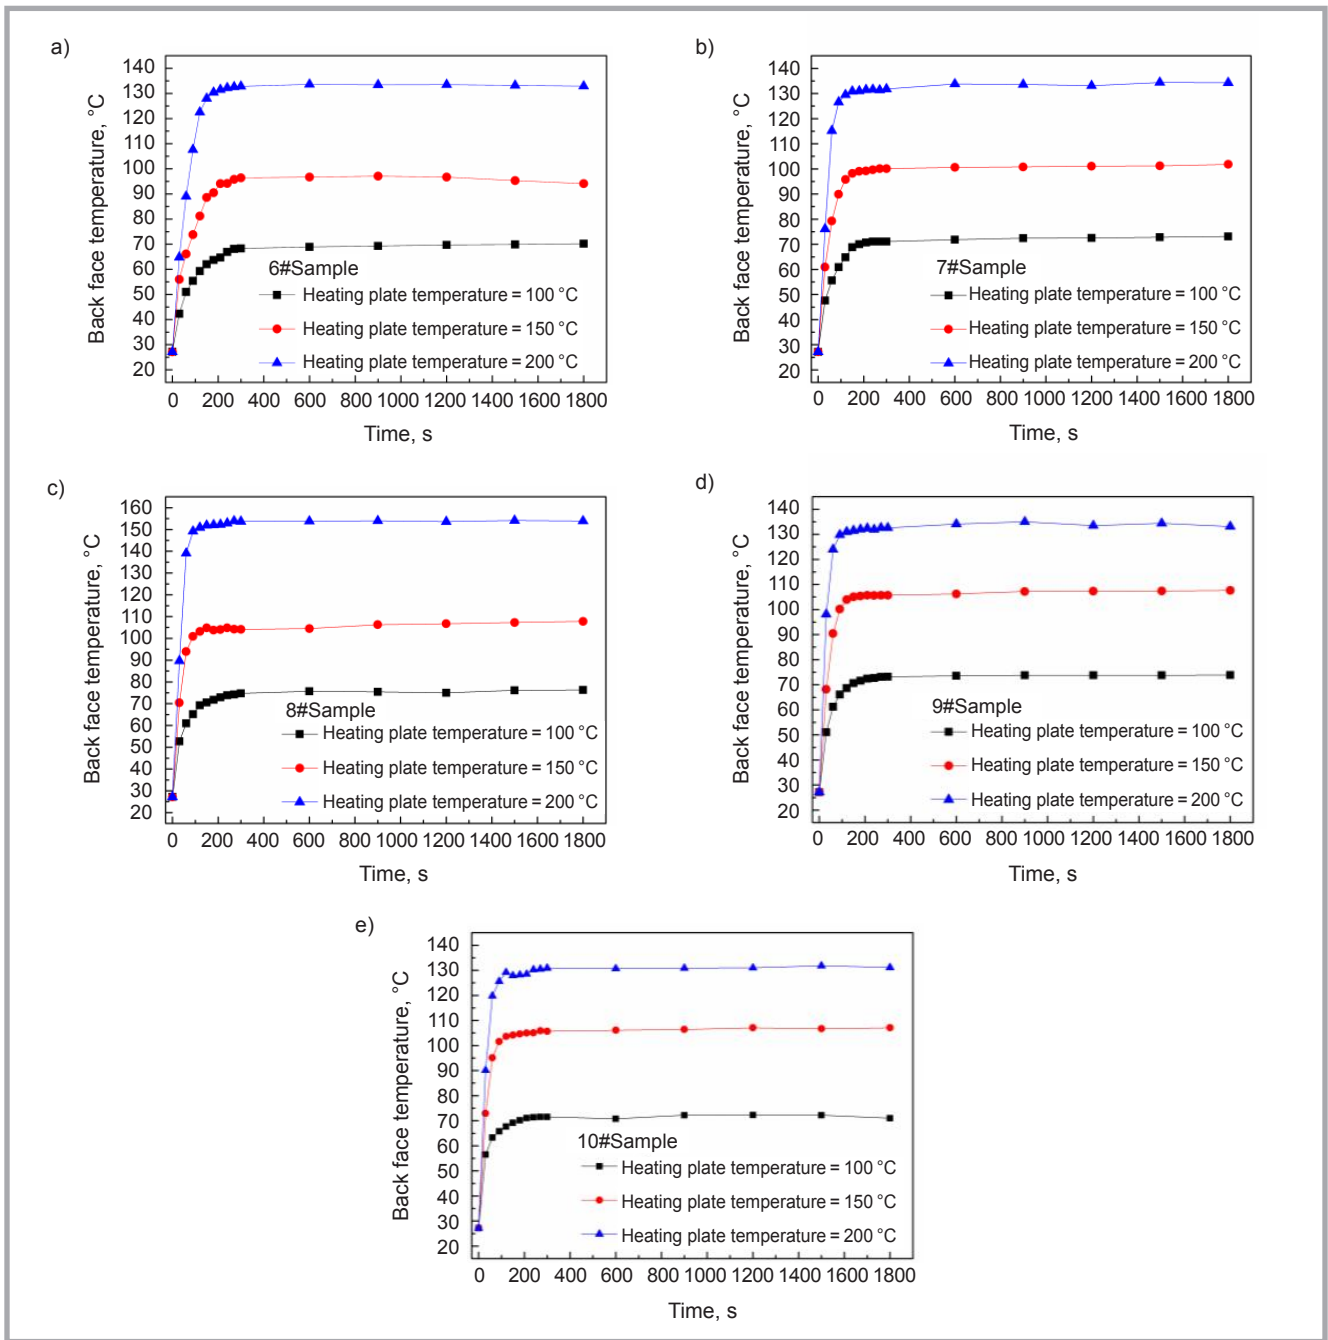 a)
Back face temperature, °C
140
130
120
110
100
90
80
70
60
50
40
30
20
6#Sample
Heating plate temperature = 100 °C
Heating plate temperature = 150 °C
Heating plate temperature = 200 °C
0 200 400 600 800 1000 1200 1400 1600 1800
Time, s
b)
Back face temperature, °C
140
130
120
110
100
90
80
70
60
50
40
30
20
7#Sample
Heating plate temperature = 100 °C
Heating plate temperature = 150 °C
Heating plate temperature = 200 °C
0 200 400 600 800 1000 1200 1400 1600 1800
Time, s
c)
Back face temperature, °C
160
150
140
130
120
110
100
90
80
70
60
50
40
30
20
8#Sample
Heating plate temperature = 100 °C
Heating plate temperature = 150 °C
Heating plate temperature = 200 °C
0 200 400 600 800 1000 1200 1400 1600 1800
Time, s
d)
Back face temperature, °C
140
130
120
110
100
90
80
70
60
50
40
30
20
9#Sample
Heating plate temperature = 100 °C
Heating plate temperature = 150 °C
Heating plate temperature = 200 °C
0 200 400 600 800 1000 1200 1400 1600 1800
Time, s
e)
Back face temperature, °C
140
130
120
110
100
90
80
70
60
50
40
30
20
10#Sample
Heating plate temperature = 100 °C
Heating plate temperature = 150 °C
Heating plate temperature = 200 °C
0 200 400 600 800 1000 1200 1400 1600 1800
Time, s